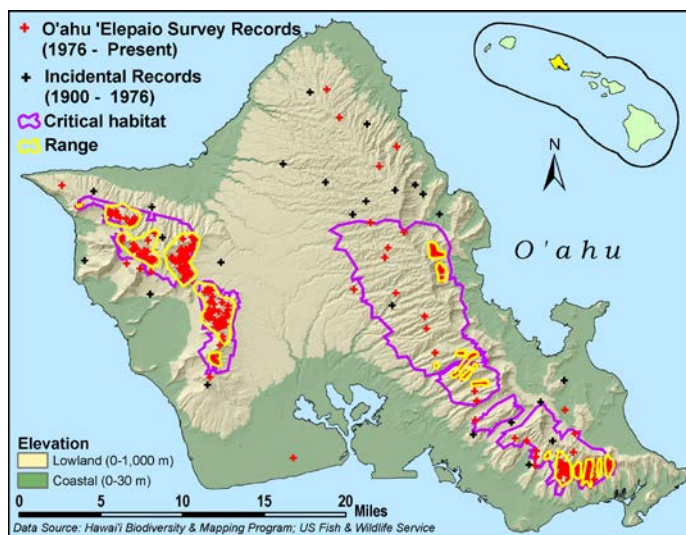 O'ahu 'Elepaio Survey Records
(1976 - Present)
Incidental Records
(1900 - 1976)
Critical habitat
Range
N
O'ahu
Elevation
Lowland (0-1,000 m)
Coastal (0-30 m)
0 5 10 15 20
Miles
Data Source: Hawai'i Biodiversity & Mapping Program; US Fish & Wildlife Service